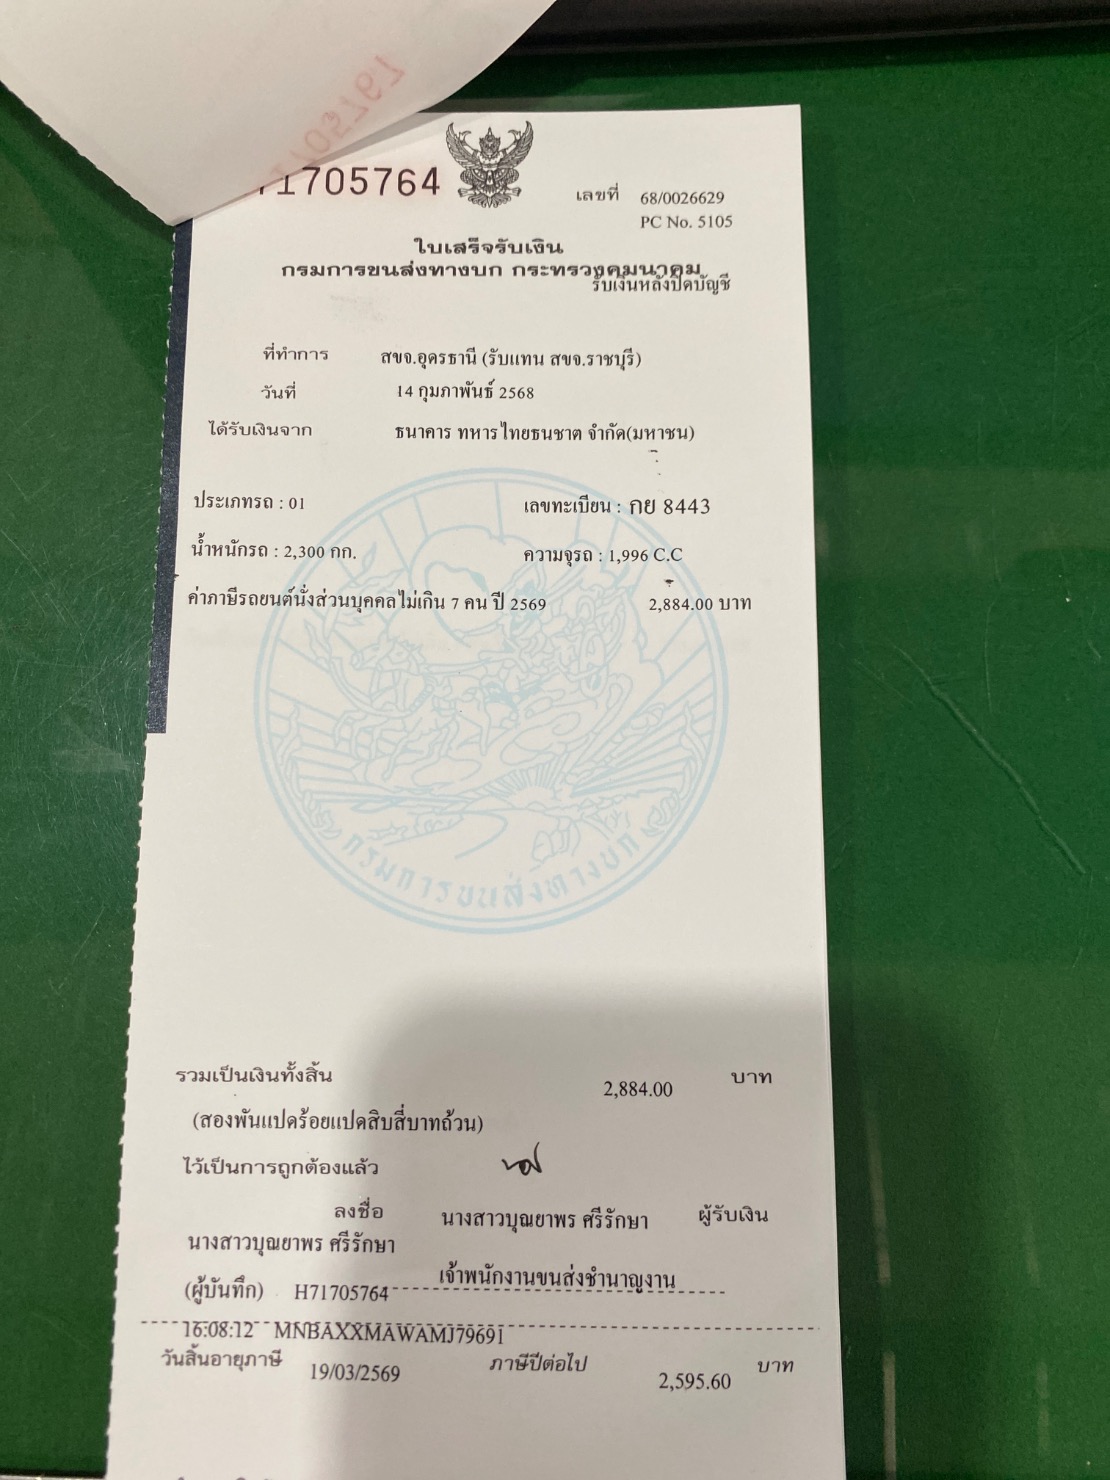 1705764
เลขที่ 68/0026629
PC No. 5105
ใบเสร็จรับเงิน
กรมการขนส่งทางบก กระทรวงคมนาคม
รับเงินหลังปิดบัญชี
ที่ทำการ สขจ.อุดรธานี (รับแทน สขจ.ราชบุรี)
วันที่ 14 กุมภาพันธ์ 2568
ได้รับเงินจาก ธนาคาร ทหารไทยธนชาต จำกัด(มหาชน)
ประเภทรถ : 01 เลขทะเบียน : กย 8443
น้ำหนักรถ : 2,300 กก. ความจุรถ : 1,996 C.C
ค่าภาษีรถยนต์นั่งส่วนบุคคลไม่เกิน 7 คน ปี 2569 2,884.00 บาท
กรมการขนส่งทางบก
รวมเป็นเงินทั้งสิ้น 2,884.00 บาท
(สองพันแปดร้อยแปดสิบสี่บาทถ้วน)
ไว้เป็นการถูกต้องแล้ว
ลงชื่อ นางสาวบุณยาพร ศรีรักษา ผู้รับเงิน
นางสาวบุณยาพร ศรีรักษา
(ผู้บันทึก) H71705764 เจ้าพนักงานขนส่งชำนาญงาน
16:08:12 MNBAXXMAWAMJ79691
วันสิ้นอายุภาษี 19/03/2569 ภาษีปีต่อไป 2,595.60 บาท